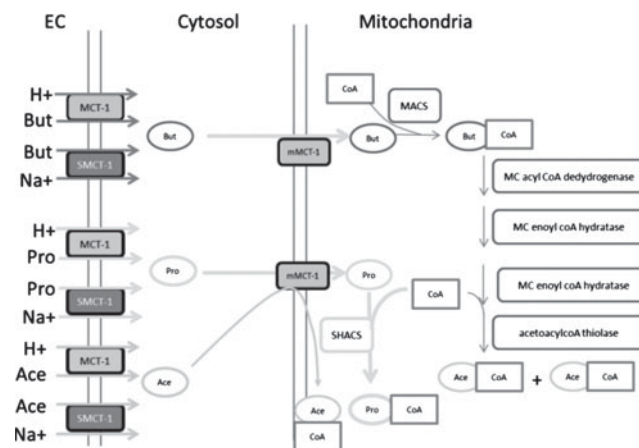 EC Cytosol Mitochondria
H+
MCT-1
But
But
SMCT-1
Na+
But
mMCT-1
CoA
MACS
But
But CoA
MC acyl CoA dedydrogenase
MC enoyl coA hydratase
MC enoyl coA hydratase
acetoacylcoA thiolase
H+
MCT-1
Pro
Pro
SMCT-1
Na+
Pro
mMCT-1
Pro
CoA
SHACS
H+
MCT-1
Ace
Ace
SMCT-1
Na+
Ace
Ace
CoA
Pro CoA
Ace CoA + Ace CoA